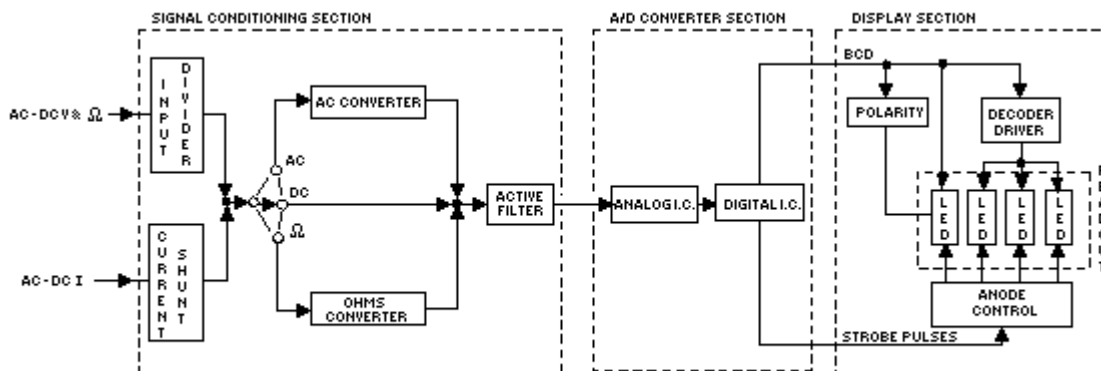 SIGNAL CONDITIONING SECTION
A/D CONVERTER SECTION
DISPLAY SECTION
AC-DCV & Ω
INPUT
DIVIDER
AC-DC I
CURRENT
SHUNT
AC CONVERTER
AC
DC
Ω
OHMS
CONVERTER
ACTIVE
FILTER
ANALOG I.C.
DIGITAL I.C.
BCD
POLARITY
DECODER
DRIVER
LED
LED
LED
LED
ANODE
CONTROL
STROBE PULSES